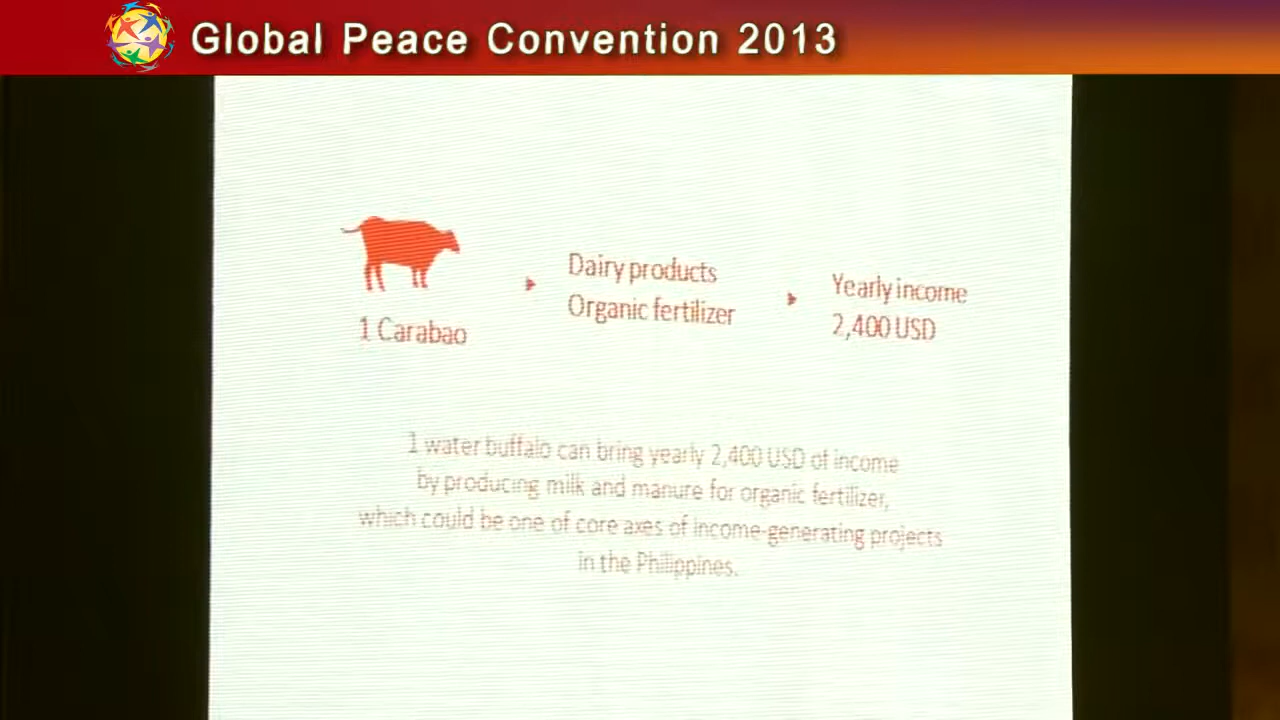 Global Peace Convention 2013
1 Carabao
Dairy products
Organic fertilizer
Yearly income
2,400 USD
1 water buffalo can bring yearly 2,400 USD of income
by producing milk and manure for organic fertilizer,
which could be one of core axes of income-generating projects
in the Philippines.